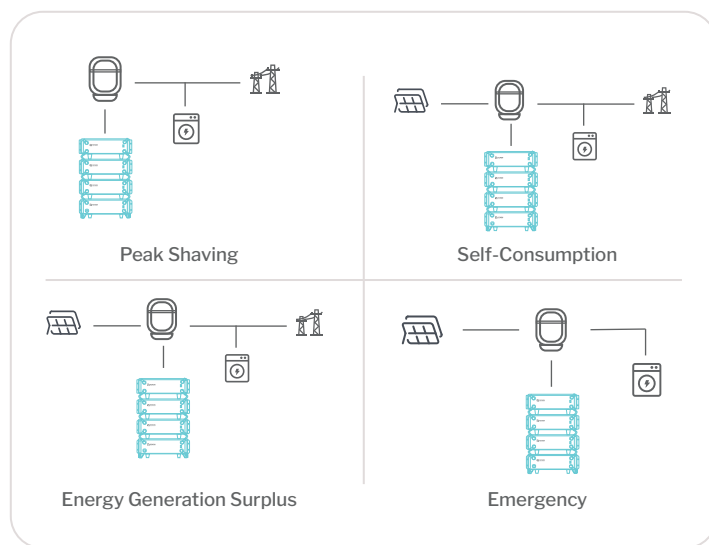 Peak Shaving
Self-Consumption
Energy Generation Surplus
Emergency